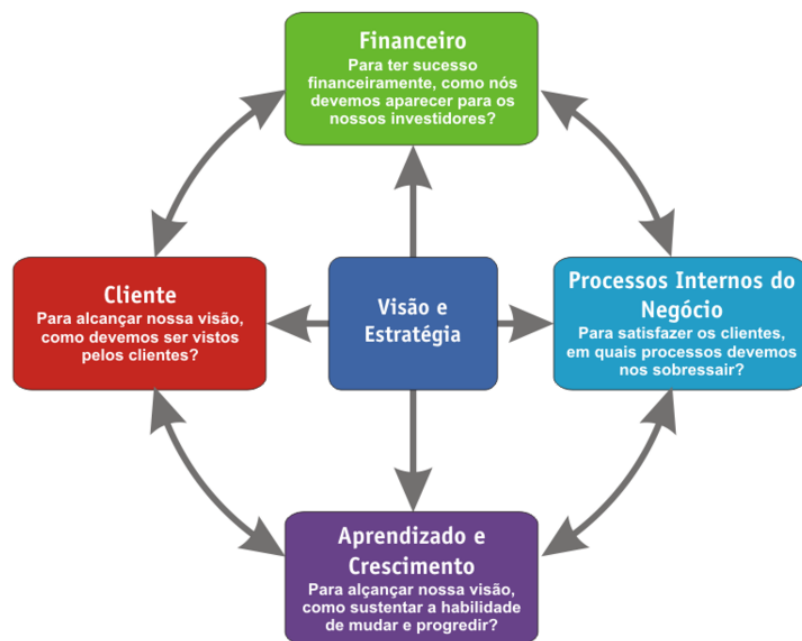 Financeiro
Para ter sucesso
financeiramente, como nós
devemos aparecer para os
nossos investidores?
Cliente
Para alcançar nossa visão,
como devemos ser vistos
pelos clientes?
Visão e
Estratégia
Processos Internos do
Negócio
Para satisfazer os clientes,
em quais processos devemos
nos sobressair?
Aprendizado e
Crescimento
Para alçançar nossa visão,
como sustentar a habilidade
de mudar e progredir?